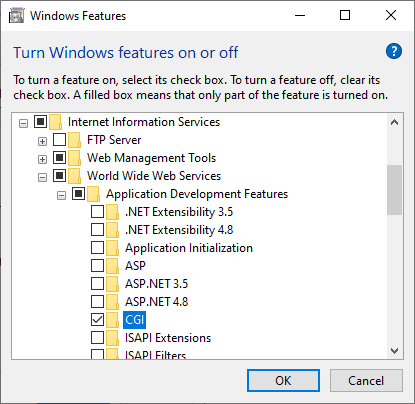 Windows Features
Turn Windows features on or off
To turn a feature on, select its check box. To turn a feature off, clear its
check box. A filled box means that only part of the feature is turned on.
Internet Information Services
FTP Server
Web Management Tools
World Wide Web Services
Application Development Features
.NET Extensibility 3.5
.NET Extensibility 4.8
Application Initialization
ASP
ASP.NET 3.5
ASP.NET 4.8
CGI
ISAPI Extensions
ISAPI Filters
OK
Cancel